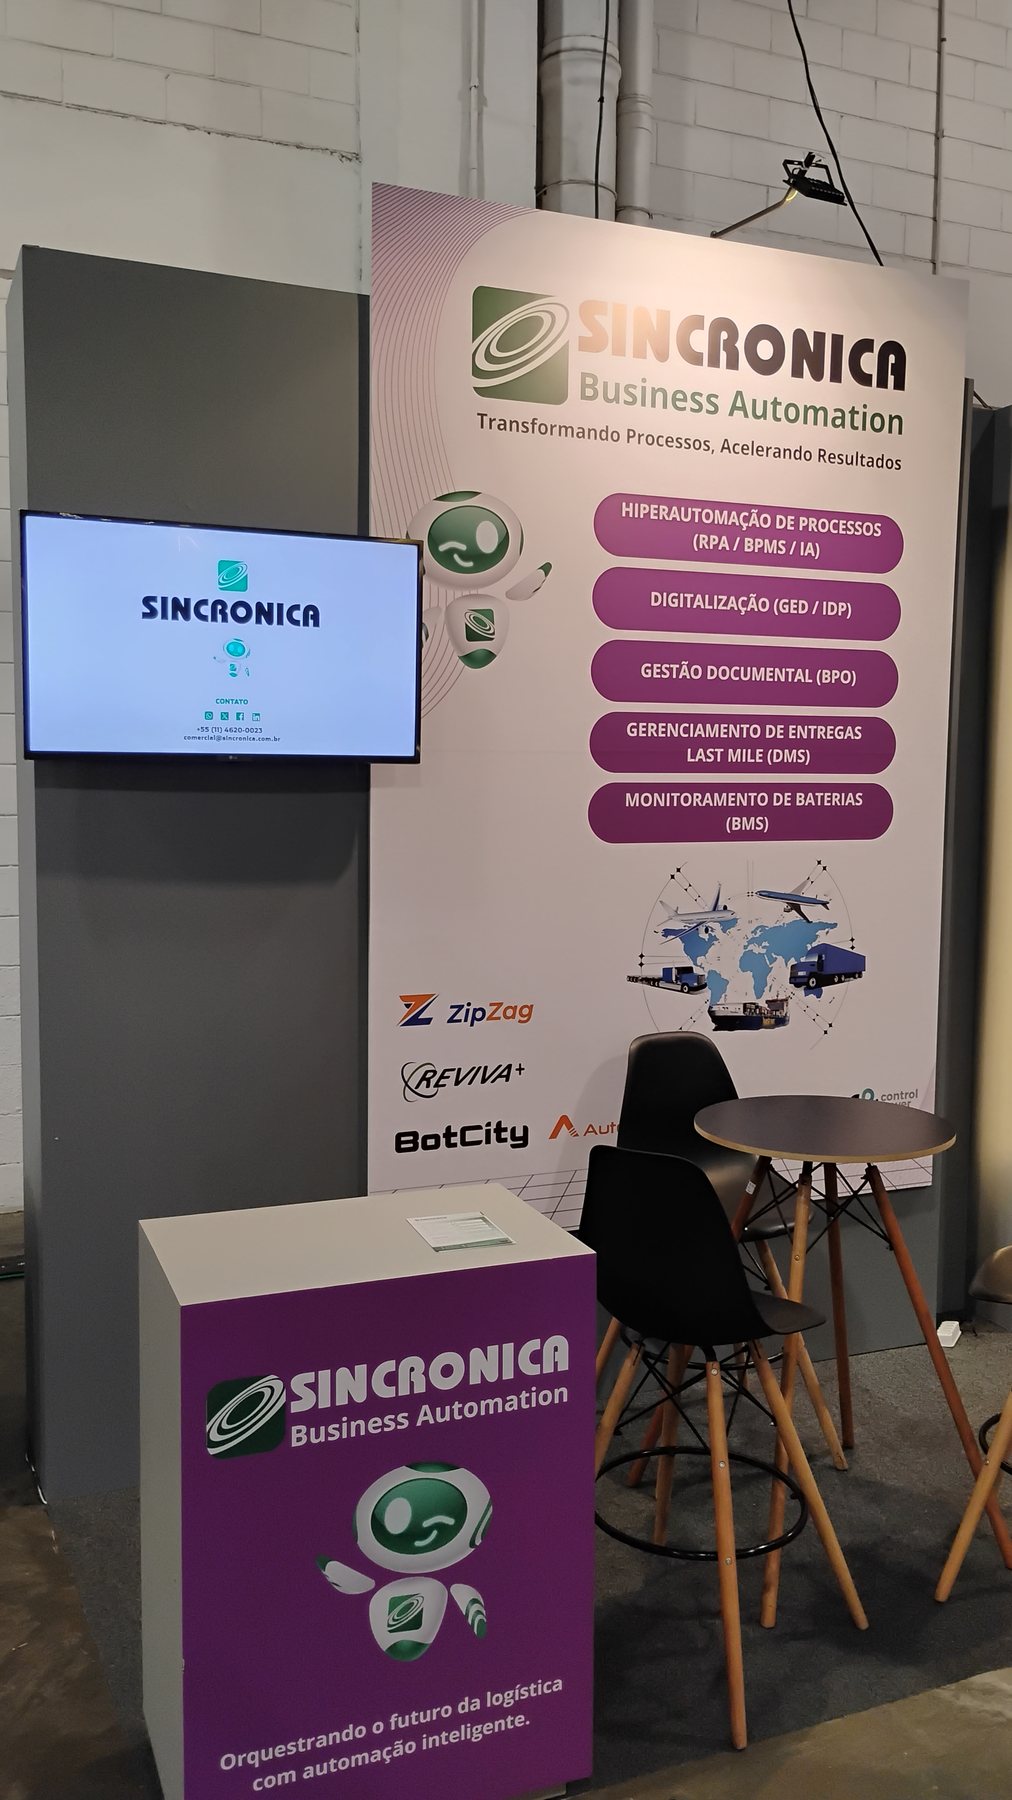 SINCRONICA
Business Automation
Transformando Processos, Acelerando Resultados
HIPERAUTOMAÇÃO DE PROCESSOS
(RPA / BPMS / IA)
DIGITALIZAÇÃO (GED / IDP)
GESTÃO DOCUMENTAL (BPO)
GERENCIAMENTO DE ENTREGAS
LAST MILE (DMS)
MONITORAMENTO DE BATERIAS
(BMS)
ZipZag
REVIVA+
BotCity
control
SINCRONICA
CONTATO
+55 (11) 4620-0023
comercial@sincronica.com.br
SINCRONICA
Business Automation
Orquestrando o futuro da logística
com automação inteligente.